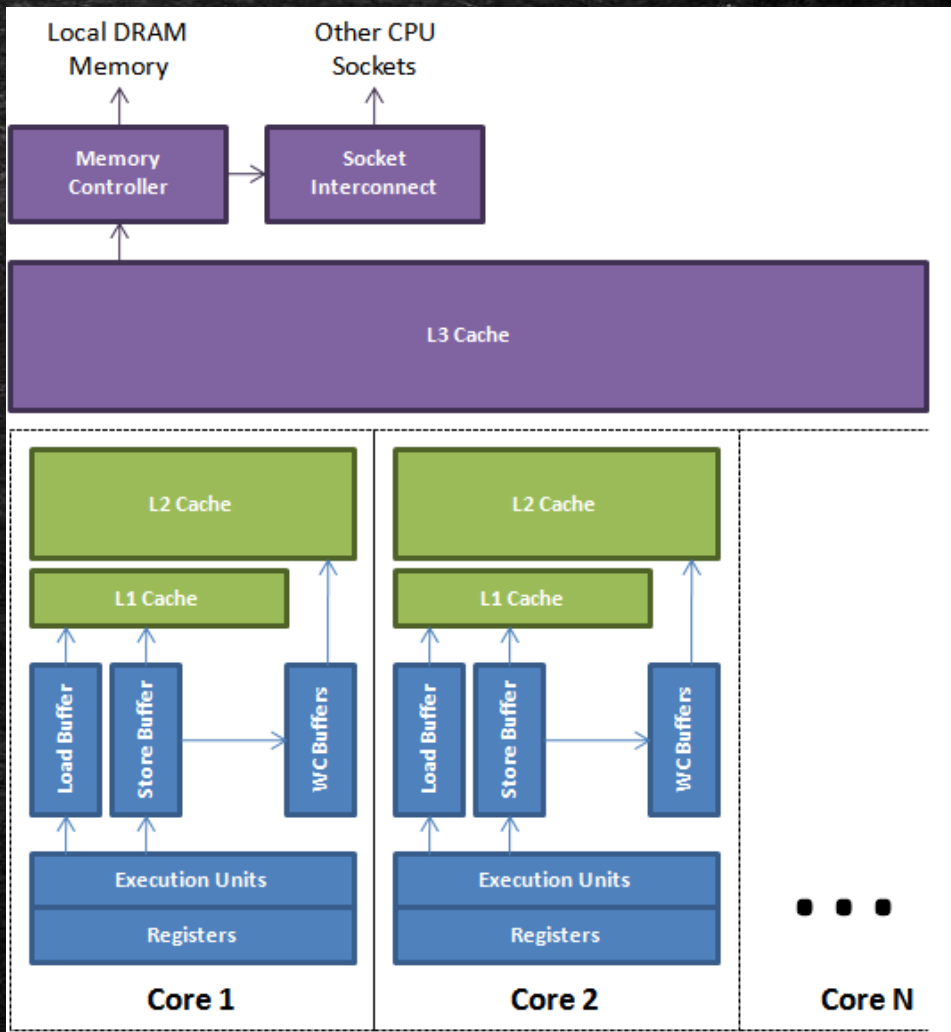 Local DRAM
Memory
Other CPU
Sockets
Memory
Controller
Socket
Interconnect
L3 Cache
L2 Cache
L1 Cache
Load Buffer
Store Buffer
WC Buffers
Execution Units
Registers
Core 1
L2 Cache
L1 Cache
Load Buffer
Store Buffer
WC Buffers
Execution Units
Registers
Core 2
...
Core N